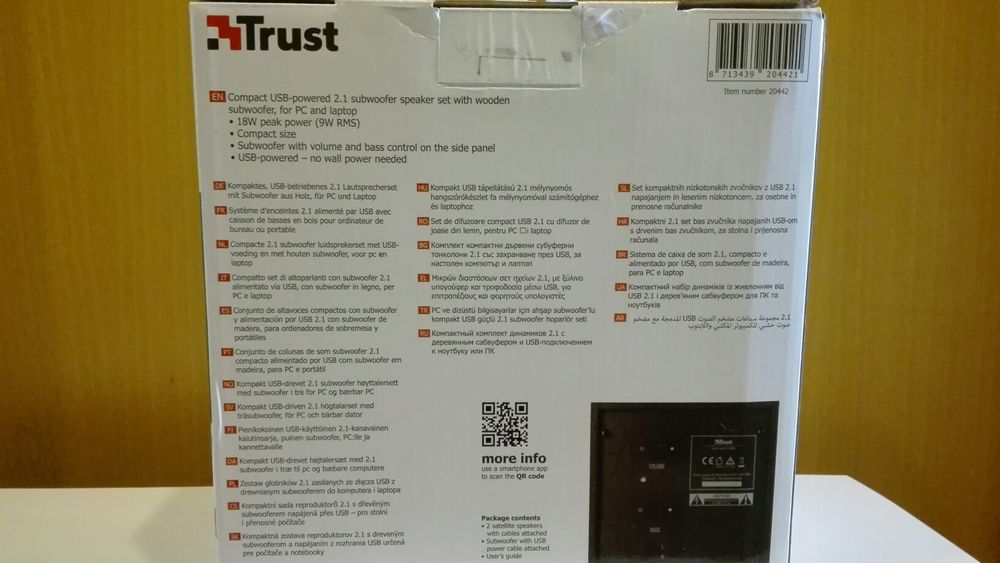 Trust
8 713439 204421
Item number 20442
EN Compact USB-powered 2.1 subwoofer speaker set with wooden
subwoofer, for PC and laptop
• 18W peak power (9W RMS)
• Compact size
• Subwoofer with volume and bass control on the side panel
• USB-powered – no wall power needed
DE Kompaktes, USB-betriebenes 2.1 Lautsprecherset
mit Subwoofer aus Holz, für PC und Laptop
FR Système d'enceintes 2.1 alimenté par USB avec
caisson de basses en bois pour ordinateur de
bureau ou portable
NL Compacte 2.1 subwoofer luidsprekerset met USB-
voeding en met houten subwoofer, voor pc en
laptop
IT Compatto set di altoparlanti con subwoofer 2.1
alimentato via USB, con subwoofer in legno, per
PC e laptop
ES Conjunto de altavoces compactos con subwoofer
y alimentación por USB 2.1 con subwoofer de
madera, para ordenadores de sobremesa y
portátiles
PT Conjunto de colunas de som subwoofer 2.1
compacto alimentado por USB com subwoofer em
madeira, para PC e portátil
NO Kompakt USB-drevet 2.1 subwoofer høyttalersett
med subwoofer i tre for PC og bærbar PC
SV Kompakt USB-driven 2.1 högtalarset med
träsubwoofer, för PC och bärbar dator
FI Pienikokoinen USB-käyttöinen 2.1-kanavainen
kaiutinsarja, puinen subwoofer, PC:lle ja
kannettavalle
DA Kompakt USB-drevet højtalersæt med 2.1
subwoofer i træ til pc og bærbare computere
PL Zestaw głośników 2.1 zasilanych ze złącza USB z
drewnianym subwooferem do komputera i laptopa
CS Kompaktní sada reproduktorů 2.1 s dřevěným
subwooferem napájená přes USB – pro stolní
i přenosné počítače
SK Kompaktná zostava reproduktorov 2.1 s dreveným
subwooferom a napájaním z rozhrania USB určená
pre počítače a notebooky
HU Kompakt USB tápellátású 2.1 mélynyomós
hangszórókészlet fa mélynyomóval számítógéphez
és laptophoz
RO Set de difuzoare compact USB 2.1 cu difuzor de
joase din lemn, pentru PC □i laptop
BG Комплект компактни дървени субуферни
тонколони 2.1 със захранване през USB, за
настолен компютър и лаптоп
EL Μικρών διαστάσεων σετ ηχείων 2.1, με ξύλινο
υπογούφερ και τροφοδοσία μέσω USB, για
επιτραπέζιους και φορητούς υπολογιστές
TR PC ve dizüstü bilgisayarlar için ahşap subwoofer'lu
kompakt USB güçlü 2.1 subwoofer hoparlör seti
RU Компактный комплект динамиков 2.1 с
деревянным сабвуфером и USB-подключением
к ноутбуку или ПК
SL Set kompaktnih nizkotonskih zvočnikov z USB 2.1
napajanjem in lesenim nizkotoncem, za osebne in
prenosne računalnike
HR Kompaktni 2.1 set bas zvučnika napajanih USB-om
s drvenim bas zvučnikom, za stolna i prijenosna
računala
BR Sistema de caixa de som 2.1, compacto e
alimentado por USB, com subwoofer de madeira,
para PC e laptop
UA Компактний набір динаміків із живленням від
USB 2.1 і дерев'яним сабвуфером для ПК та
ноутбуків
AR 2.1 مجموعة سماعات مضخم الصوت USB المدمجة مع مضخم
صوت خشبي للكمبيوتر المكتبي واللابتوب
more info
use a smartphone app
to scan the QR code
Package contents
• 2 satellite speakers
with cables attached
• Subwoofer with USB
power cable attached
• User's guide
Trust
VOLUME
CE
CAUTION
BASS